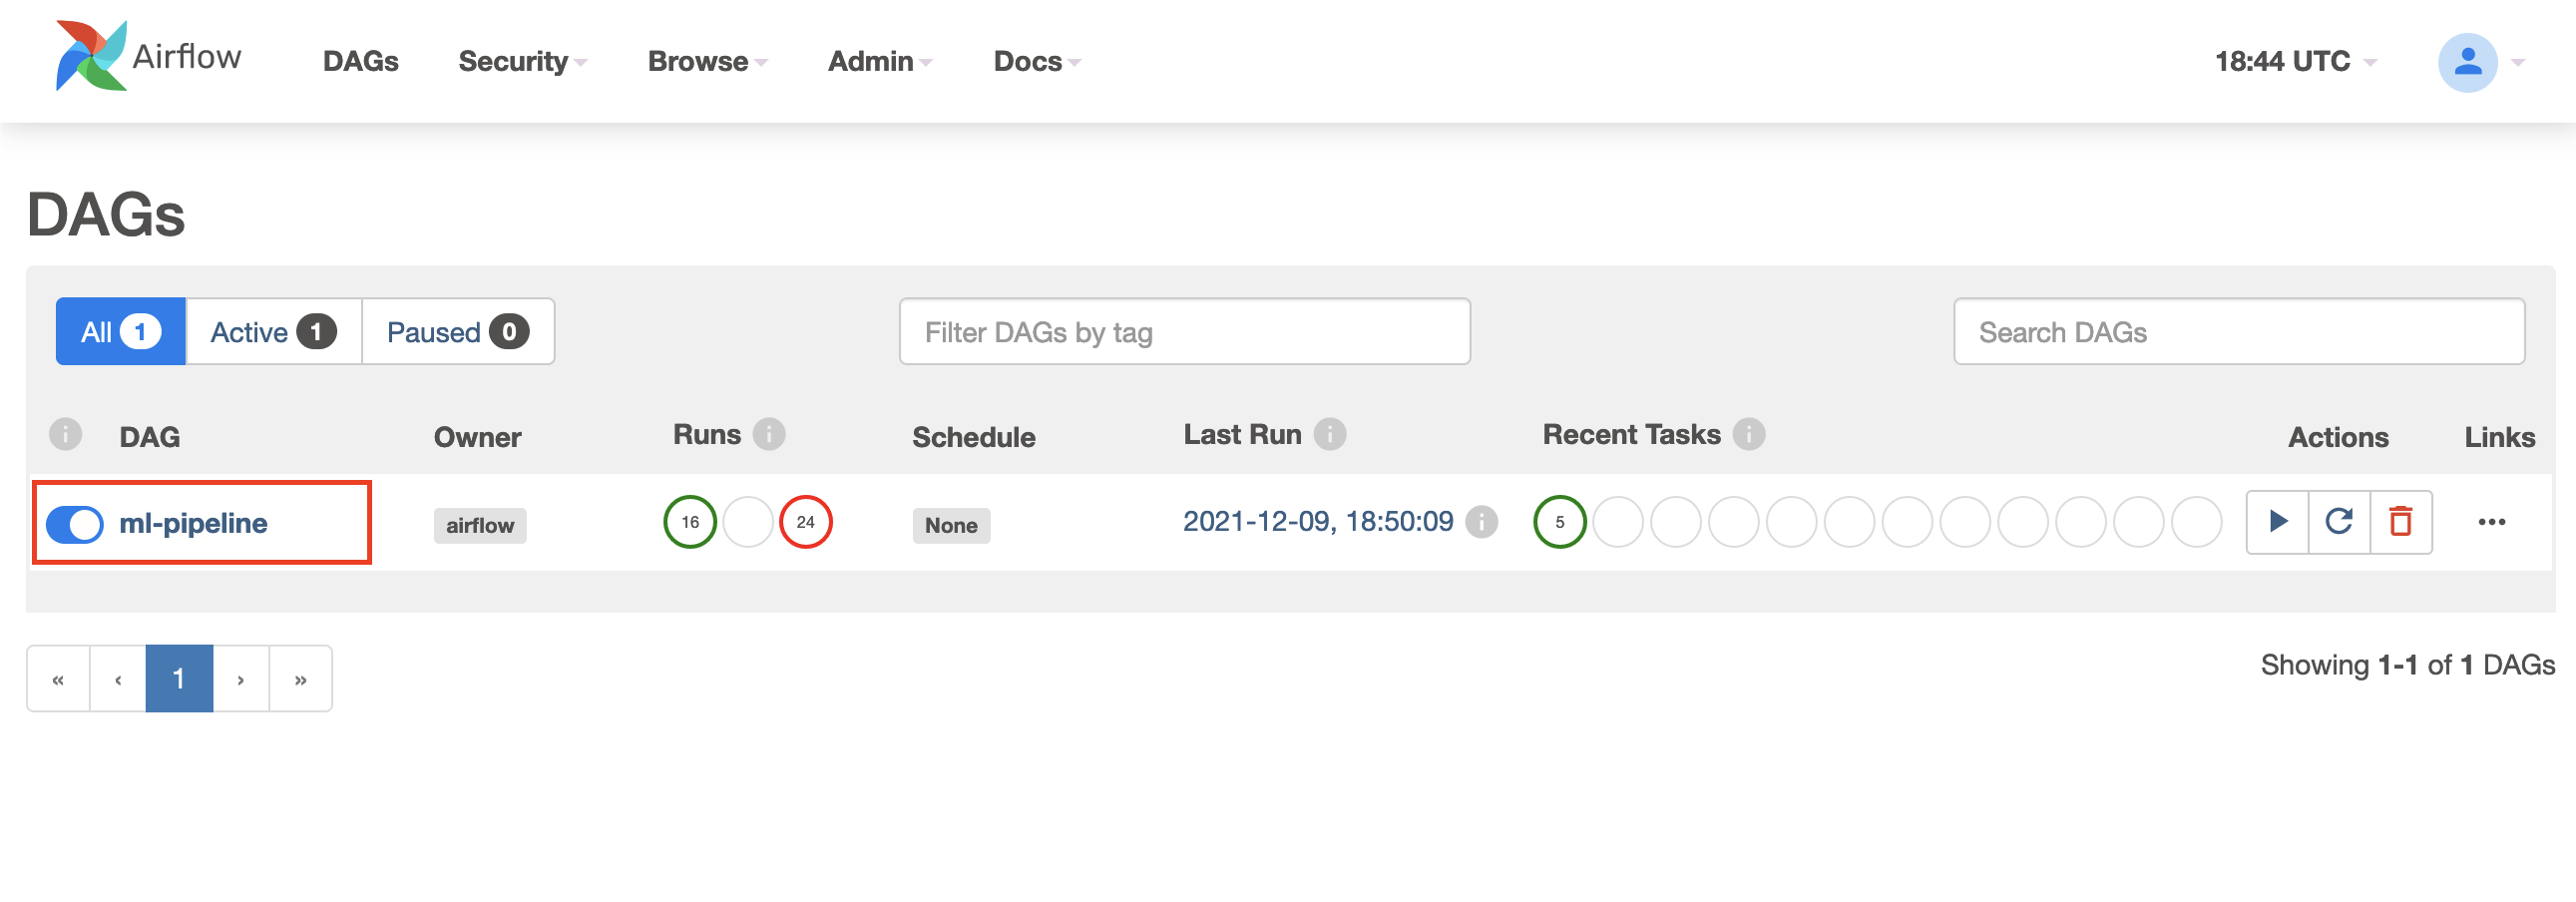 Airflow DAGs Security Browse Admin Docs 18:44 UTC
DAGs
All 1 Active 1 Paused 0 Filter DAGs by tag Search DAGs
i DAG Owner Runs i Schedule Last Run i Recent Tasks i Actions Links
ml-pipeline airflow 16 24 None 2021-12-09, 18:50:09 i 5 ...
« ‹ 1 › » Showing 1-1 of 1 DAGs